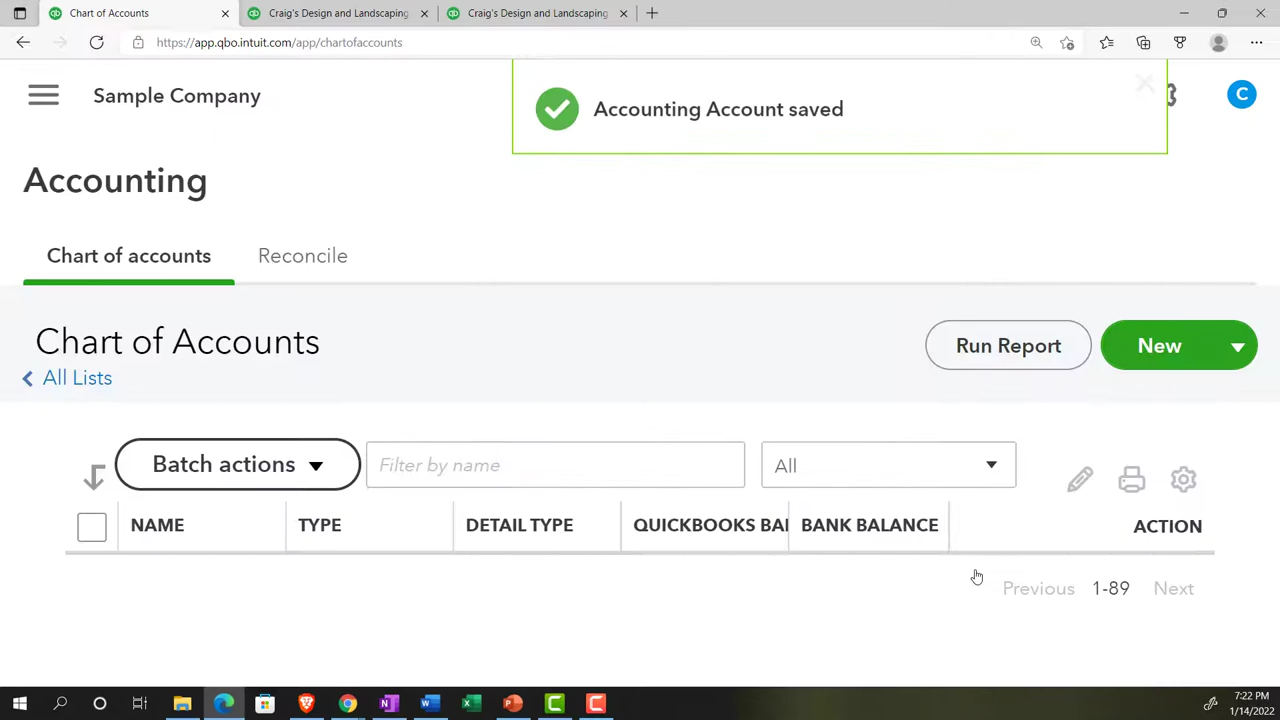 Chart of Accounts
Craig's Design and Landscaping
Craig's Design and Landscaping
https://app.qbo.intuit.com/app/chartofaccounts
Sample Company
Accounting Account saved
C
Accounting
Chart of accounts
Reconcile
Chart of Accounts
All Lists
Run Report
New
Batch actions
Filter by name
All
NAME
TYPE
DETAIL TYPE
QUICKBOOKS BAI
BANK BALANCE
ACTION
Previous
1-89
Next
7:22 PM
1/14/2022